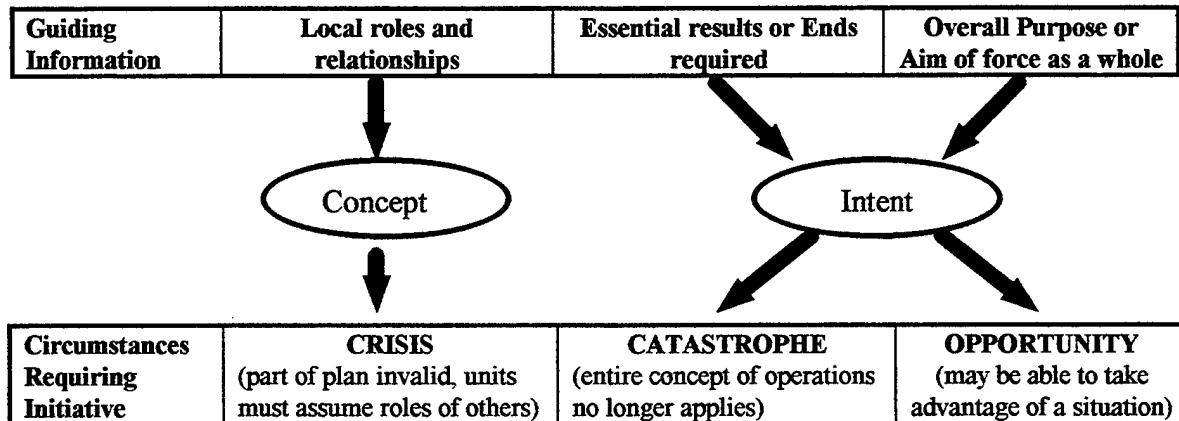 Guiding
Information
Local roles and
relationships
Essential results or Ends
required
Overall Purpose or
Aim of force as a whole
Concept
Intent
Circumstances
Requiring
Initiative
CRISIS
(part of plan invalid, units
must assume roles of others)
CATASTROPHE
(entire concept of operations
no longer applies)
OPPORTUNITY
(may be able to take
advantage of a situation)